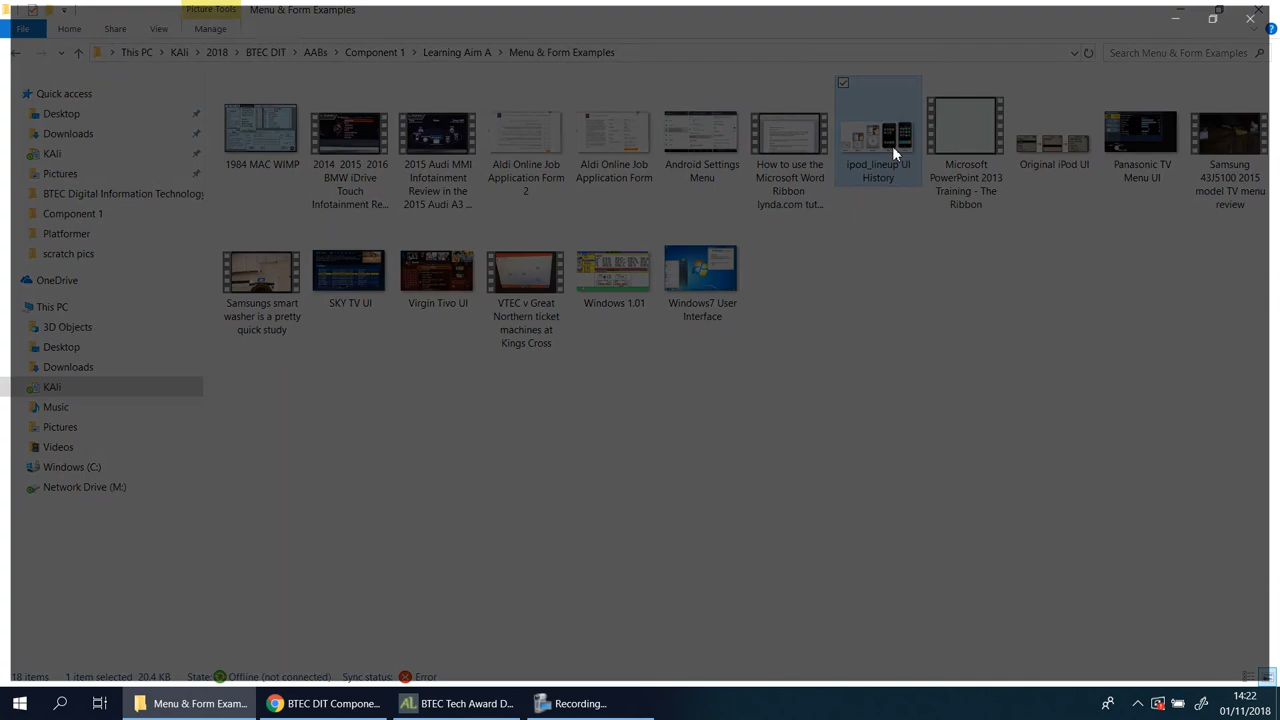 Picture Tools
Menu & Form Examples
File
Home
Share
View
Manage
This PC
KAli
2018
BTEC DIT
AABs
Component 1
Learning Aim A
Menu & Form Examples
Search Menu & Form Examples
Quick access
Desktop
Downloads
KAli
Pictures
BTEC Digital Information Technology
Component 1
Platformer
scratch pics
OneDrive
This PC
3D Objects
Desktop
Downloads
KAli
Music
Pictures
Videos
Windows (C:)
Network Drive (M:)
1984 MAC WIMP
2014 2015 2016
BMW iDrive
Touch
Infotainment Re...
2015 Audi MMI
Infotainment
Review in the
2015 Audi A3 ...
Aldi Online Job
Application Form
2
Aldi Online Job
Application Form
Android Settings
Menu
How to use the
Microsoft Word
Ribbon
lynda.com tut...
ipod_lineup UI
History
Microsoft
PowerPoint 2013
Training - The
Ribbon
Original iPod UI
Panasonic TV
Menu UI
Samsung
43J5100 2015
model TV menu
review
Samsungs smart
washer is a pretty
quick study
SKY TV UI
Virgin Tivo UI
VTEC v Great
Northern ticket
machines at
Kings Cross
Windows 1.01
Windows7 User
Interface
18 items
1 item selected 20.4 KB
State:
Offline (not connected)
Sync status:
Error
Menu & Form Exam...
BTEC DIT Compone...
BTEC Tech Award D...
Recording...
14:22
01/11/2018